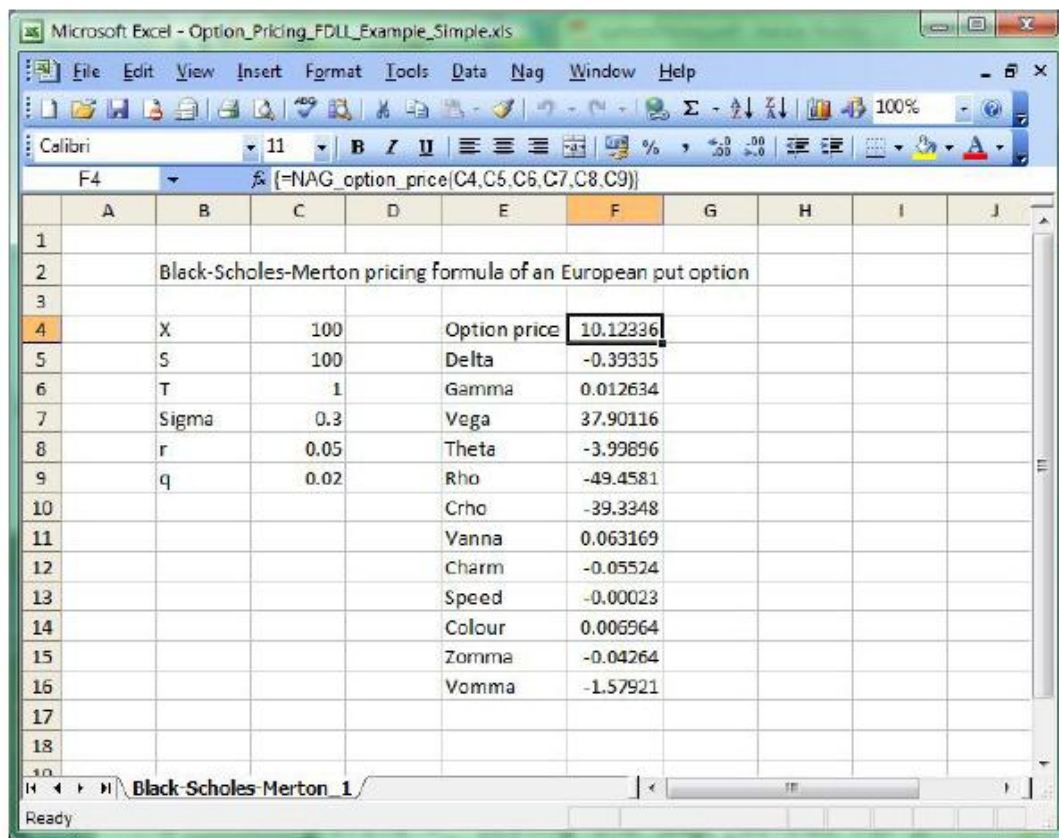 Microsoft Excel - Option_Pricing_FDLL_Example_Simple.xls
File Edit View Insert Format Tools Data Nag Window Help
100%
Calibri 11 B I U
F4 fx {=NAG_option_price(C4,C5,C6,C7,C8,C9)}
A B C D E F G H I J
1
2 Black-Scholes-Merton pricing formula of an European put option
3
4 X 100 Option price 10.12336
5 S 100 Delta -0.39335
6 T 1 Gamma 0.012634
7 Sigma 0.3 Vega 37.90116
8 r 0.05 Theta -3.99896
9 q 0.02 Rho -49.4581
10 Crho -39.3348
11 Vanna 0.063169
12 Charm -0.05524
13 Speed -0.00023
14 Colour 0.006964
15 Zomma -0.04264
16 Vomma -1.57921
17
18
19
Black-Scholes-Merton_1
Ready